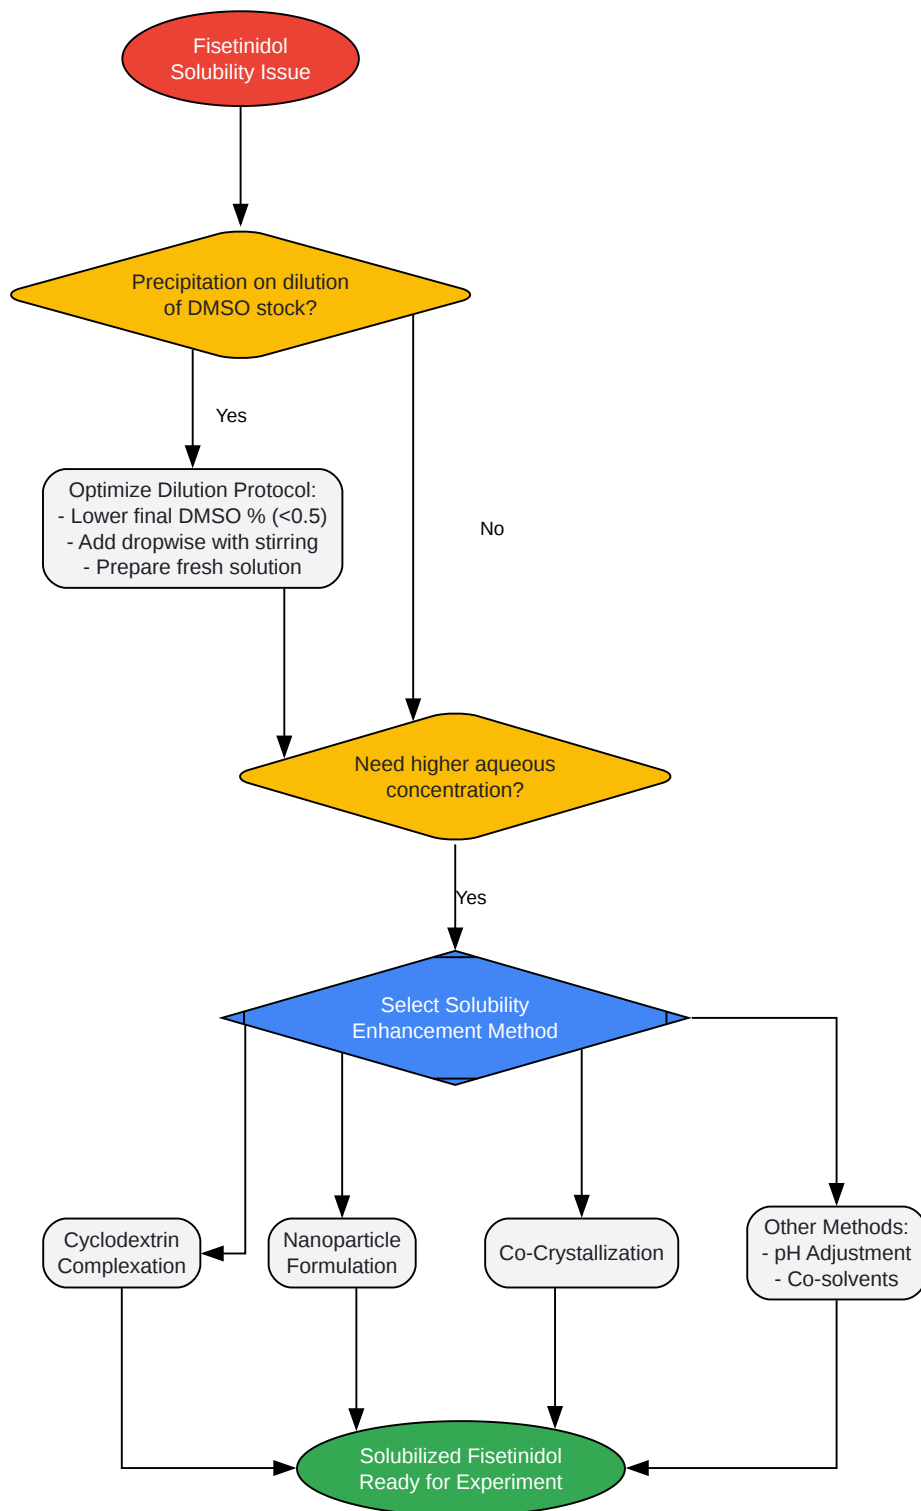 Fisetinidol
Solubility Issue
Precipitation on dilution
of DMSO stock?
Yes
Optimize Dilution Protocol:
- Lower final DMSO % (<0.5)
- Add dropwise with stirring
- Prepare fresh solution
No
Need higher aqueous
concentration?
Yes
Select Solubility
Enhancement Method
Cyclodextrin
Complexation
Nanoparticle
Formulation
Co-Crystallization
Other Methods:
- pH Adjustment
- Co-solvents
Solubilized Fisetinidol
Ready for Experiment